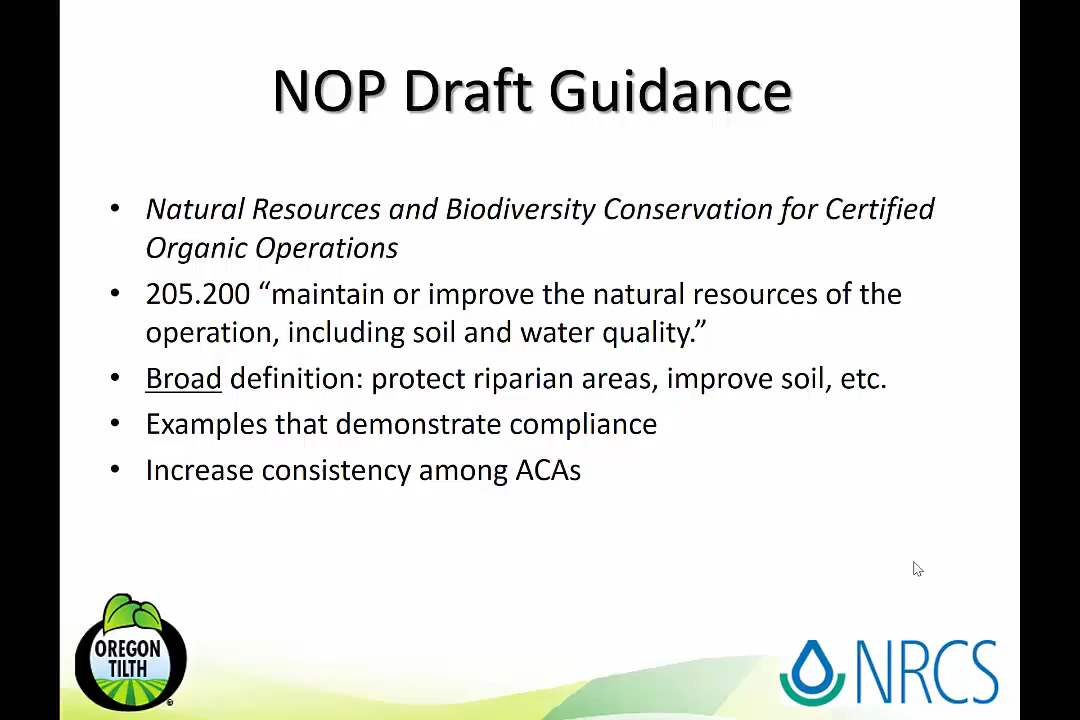 NOP Draft Guidance
• Natural Resources and Biodiversity Conservation for Certified
Organic Operations
• 205.200 “maintain or improve the natural resources of the
operation, including soil and water quality.”
• Broad definition: protect riparian areas, improve soil, etc.
• Examples that demonstrate compliance
• Increase consistency among ACAs
OREGON
TILTH
NRCS